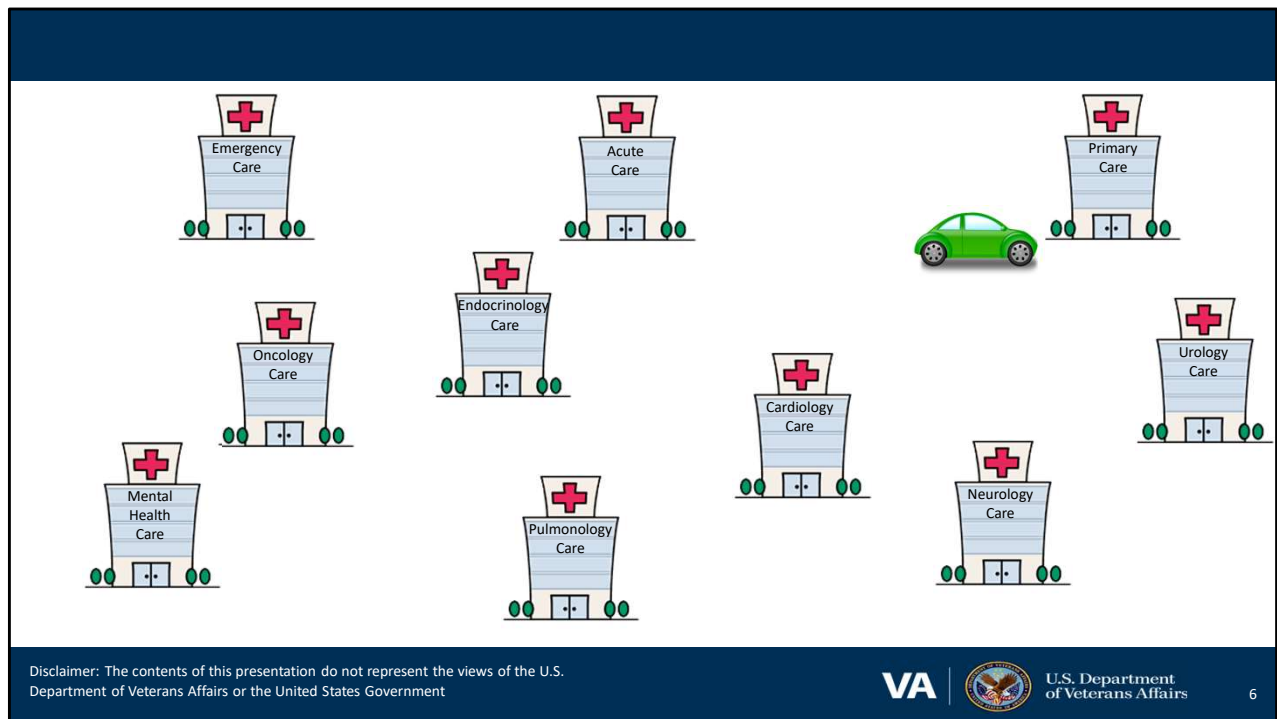 Emergency
Care
Acute
Care
Primary
Care
Endocrinology
Care
Oncology
Care
Urology
Care
Cardiology
Care
Mental
Health
Care
Pulmonology
Care
Neurology
Care
Disclaimer: The contents of this presentation do not represent the views of the U.S.
Department of Veterans Affairs or the United States Government
VA
U.S. Department
of Veterans Affairs
6